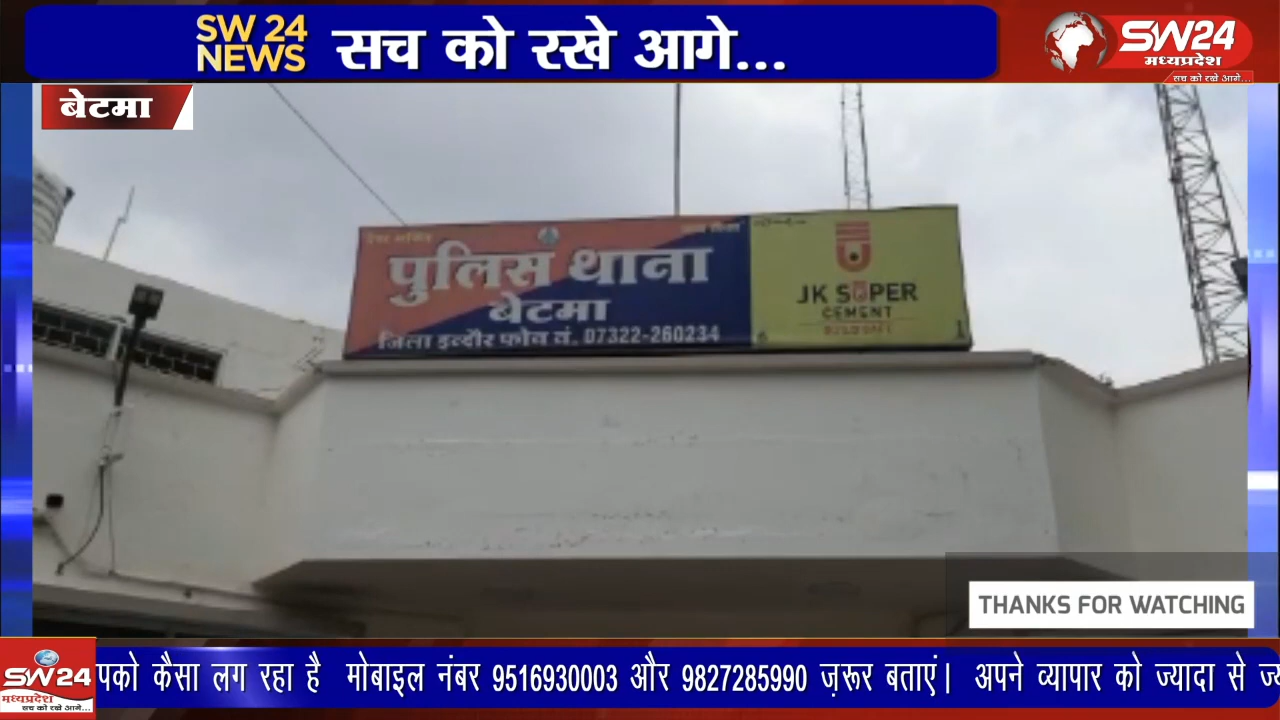 SW 24
NEWS
सच को रखे आगे...
SW24
मध्यप्रदेश
सच को रखे आगे...
बेटमा
पुलिस थाना
बेटमा
जिला इन्दौर फोन नं. 07322-260234
JK SUPER
CEMENT
BUILD SAFE
THANKS FOR WATCHING
SW24
मध्यप्रदेश
सच को रखे आगे...
पको कैसा लग रहा है मोबाइल नंबर 9516930003 और 9827285990 ज़रूर बताएं| अपने व्यापार को ज्यादा से ज्